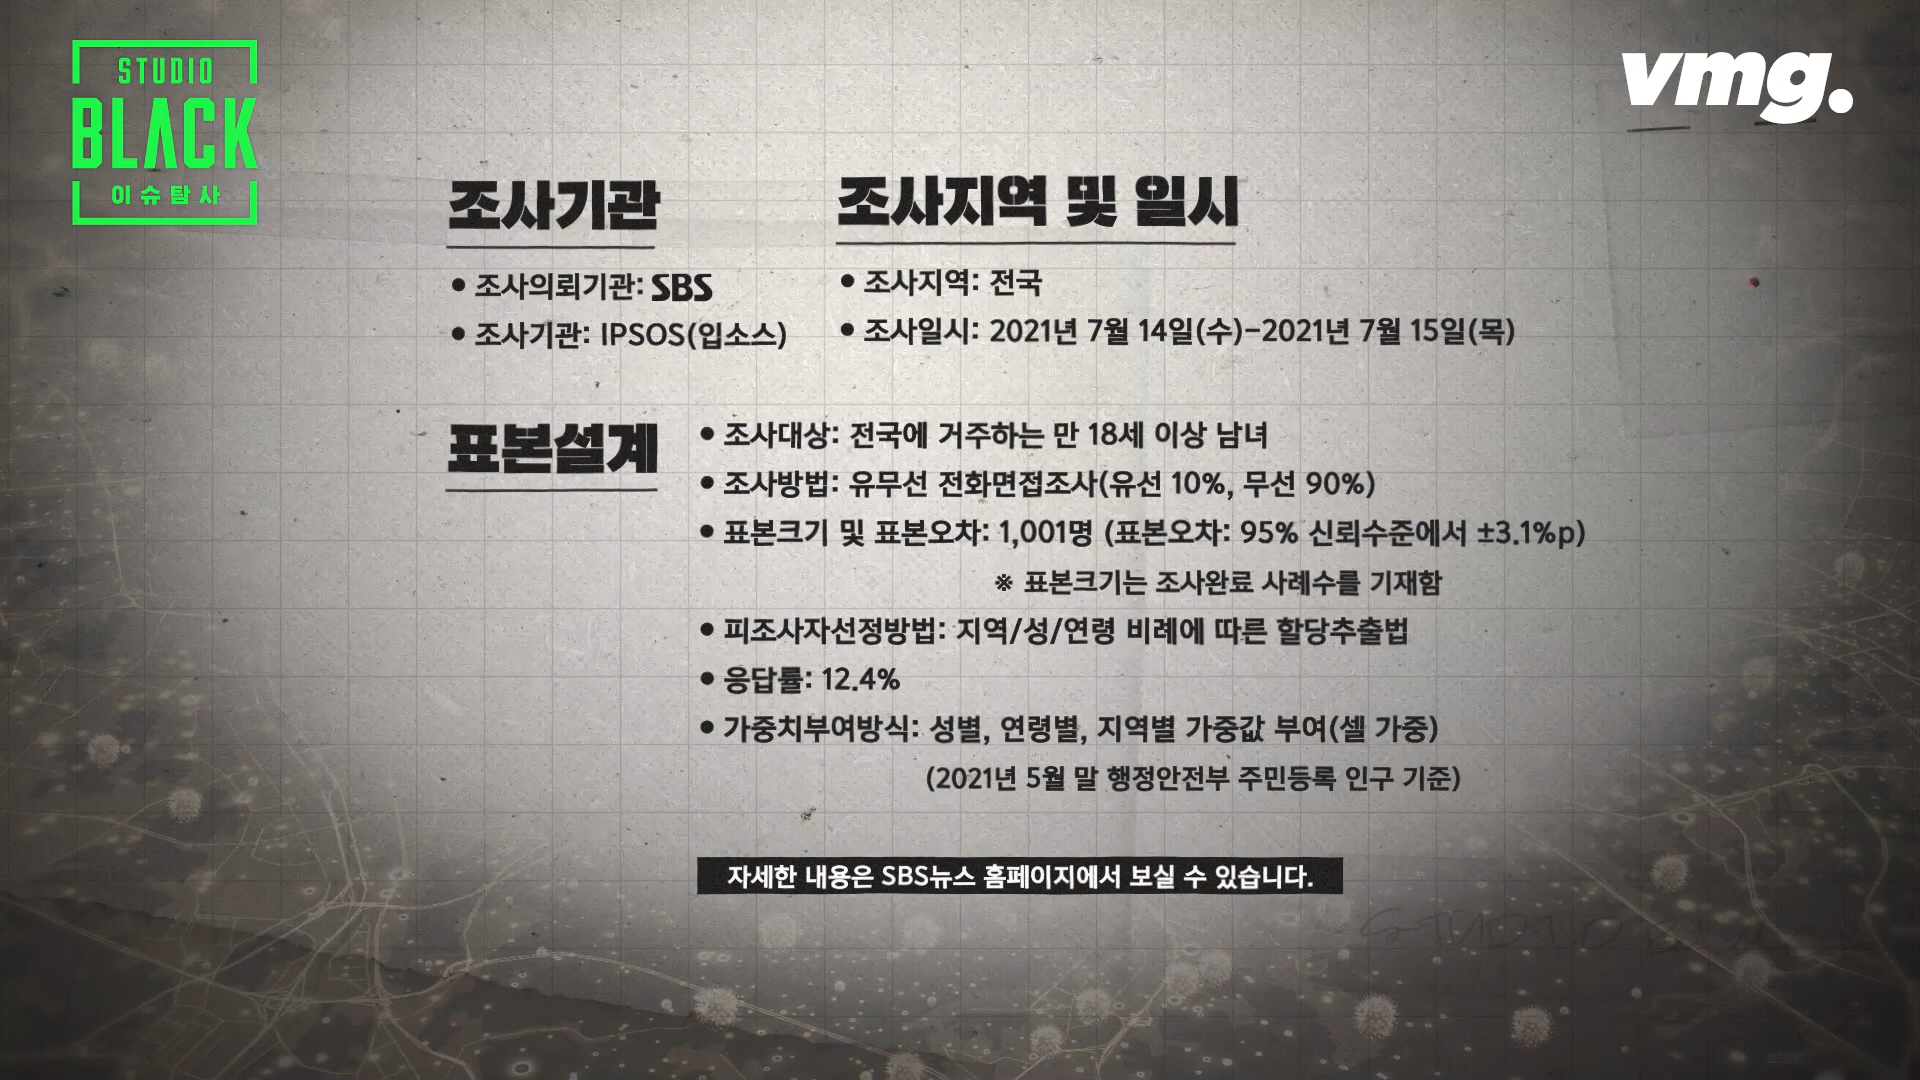 STUDIO
BLACK
이슈탐사
vmg.
조사기관
• 조사의뢰기관: SBS
• 조사기관: IPSOS(입소스)
조사지역 및 일시
• 조사지역: 전국
• 조사일시: 2021년 7월 14일(수)-2021년 7월 15일(목)
표본설계
• 조사대상: 전국에 거주하는 만 18세 이상 남녀
• 조사방법: 유무선 전화면접조사(유선 10%, 무선 90%)
• 표본크기 및 표본오차: 1,001명 (표본오차: 95% 신뢰수준에서 ±3.1%p)
※ 표본크기는 조사완료 사례수를 기재함
• 피조사자선정방법: 지역/성/연령 비례에 따른 할당추출법
• 응답률: 12.4%
• 가중치부여방식: 성별, 연령별, 지역별 가중값 부여(셀 가중)
(2021년 5월 말 행정안전부 주민등록 인구 기준)
자세한 내용은 SBS뉴스 홈페이지에서 보실 수 있습니다.